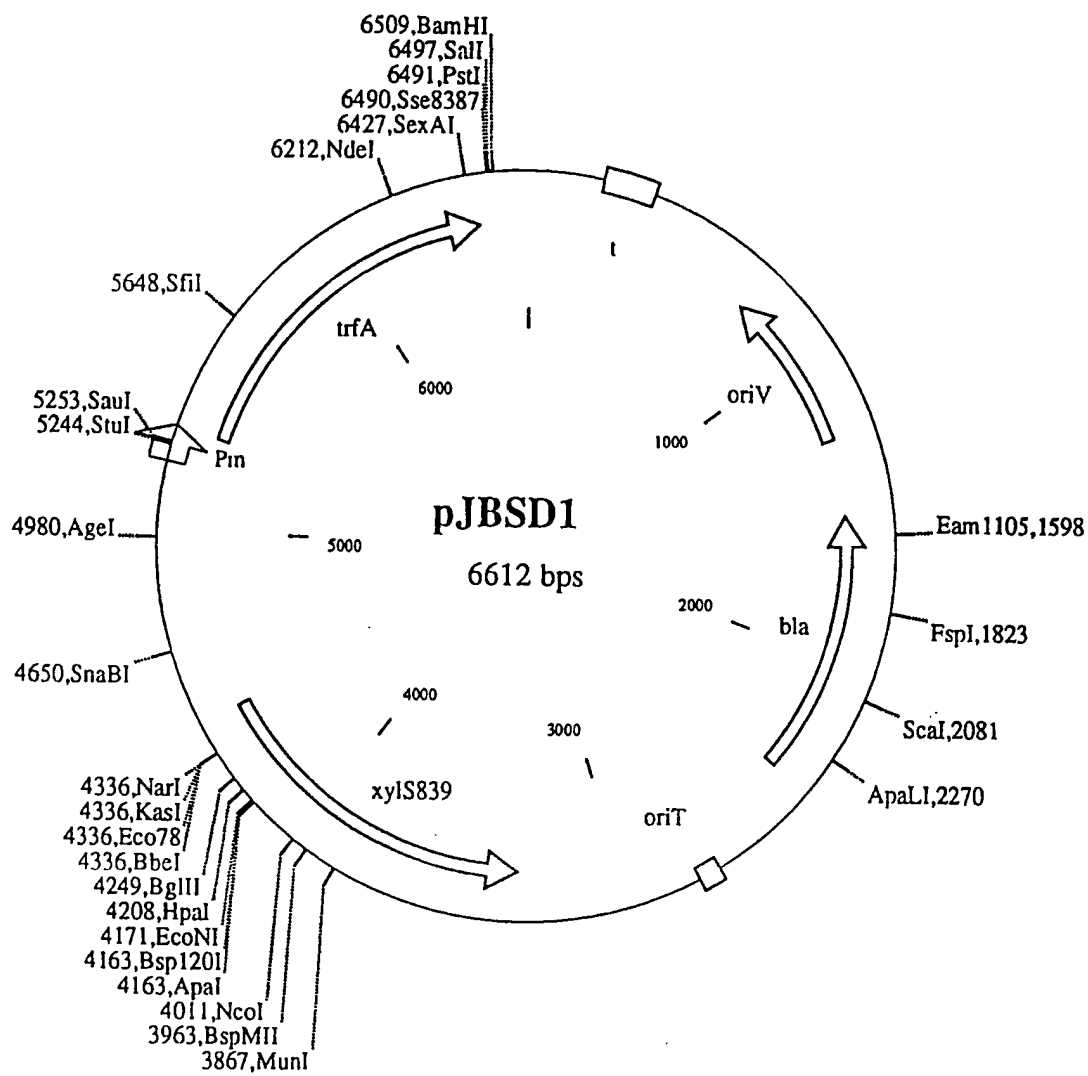 6509,BamHI
6497,SalI
6491,PstI
6490,Sse8387
6427,SexAI
6212,NdeI
5648,SfiI
5253,SauI
5244,StuI
4980,AgeI
4650,SnaBI
4336,NarI
4336,KasI
4336,Eco78
4336,BbeI
4249,BglII
4208,HpaI
4171,EcoNI
4163,Bsp120I
4163,ApaI
4011,NcoI
3963,BspMII
3867,MunI
Eam1105,1598
FspI,1823
ScaI,2081
ApaLI,2270
t
trfA
oriV
Pm
bla
xylS839
oriT
1
1000
2000
3000
4000
5000
6000
pJBSD1
6612 bps